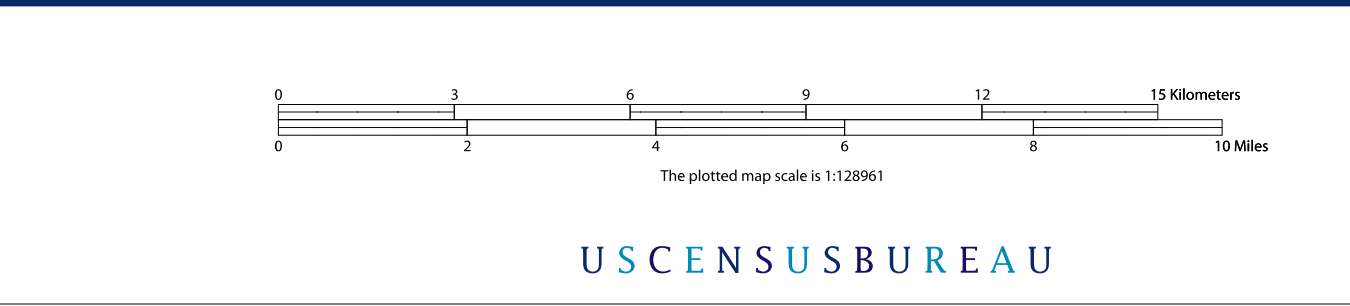 0 3 6 9 12 15 Kilometers
0 2 4 6 8 10 Miles
The plotted map scale is 1:128961
USCENSUSBUREAU